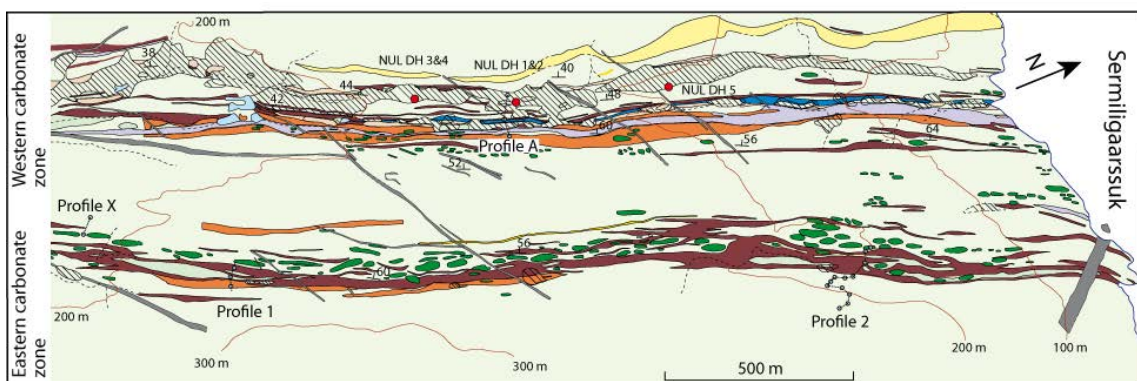 200 m
38
NUL DH 3&4
NUL DH 1&2
40
44
48
NUL DH 5
42
60
Profile A
56
64
52
N
Sermiligaarssuk
Western carbonate
zone
Profile X
56
60
Profile 1
Profile 2
Eastern carbonate
zone
200 m
300 m
300 m
200 m
100 m
500 m